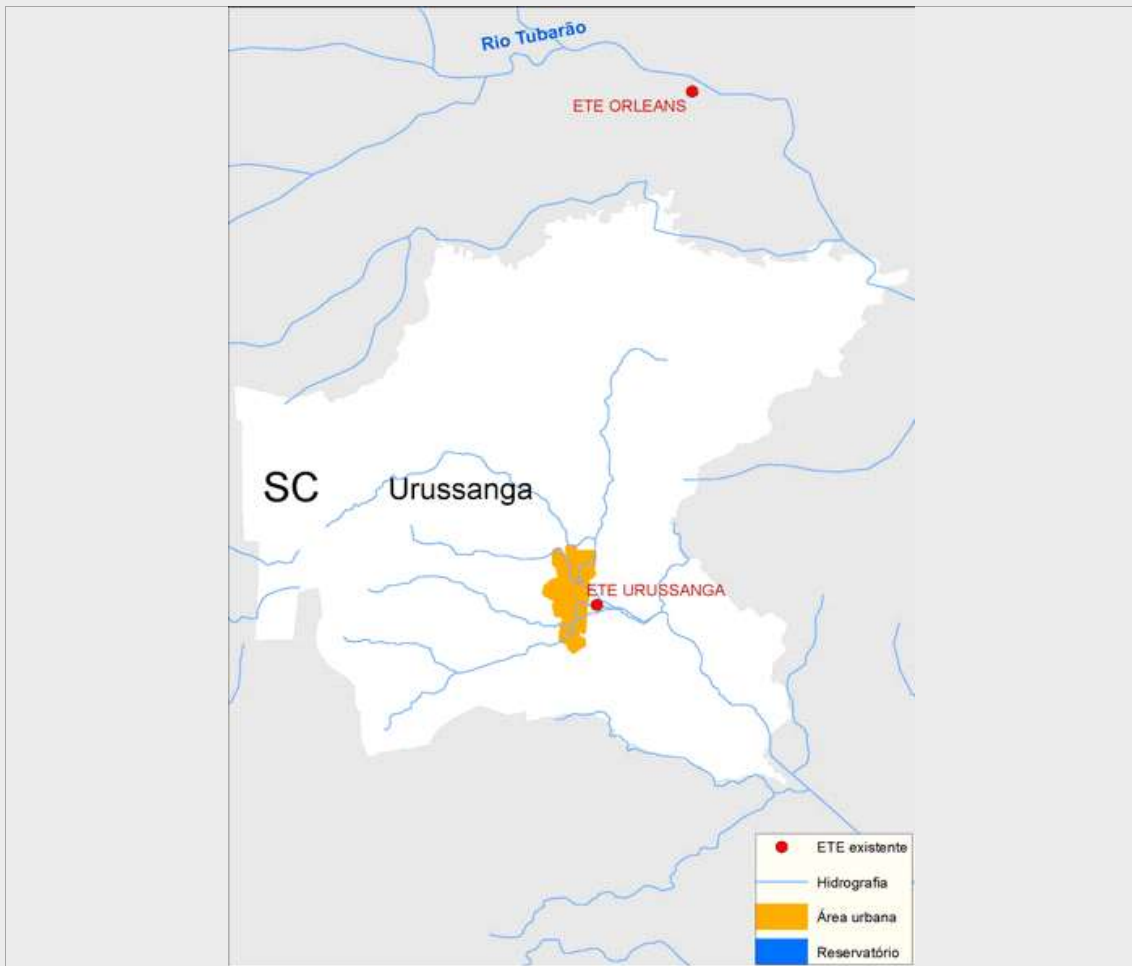 Rio Tubarão
ETE ORLEANS
SC
Urussanga
ETE URUSSANGA
ETE existente
Hidrografia
Área urbana
Reservatório